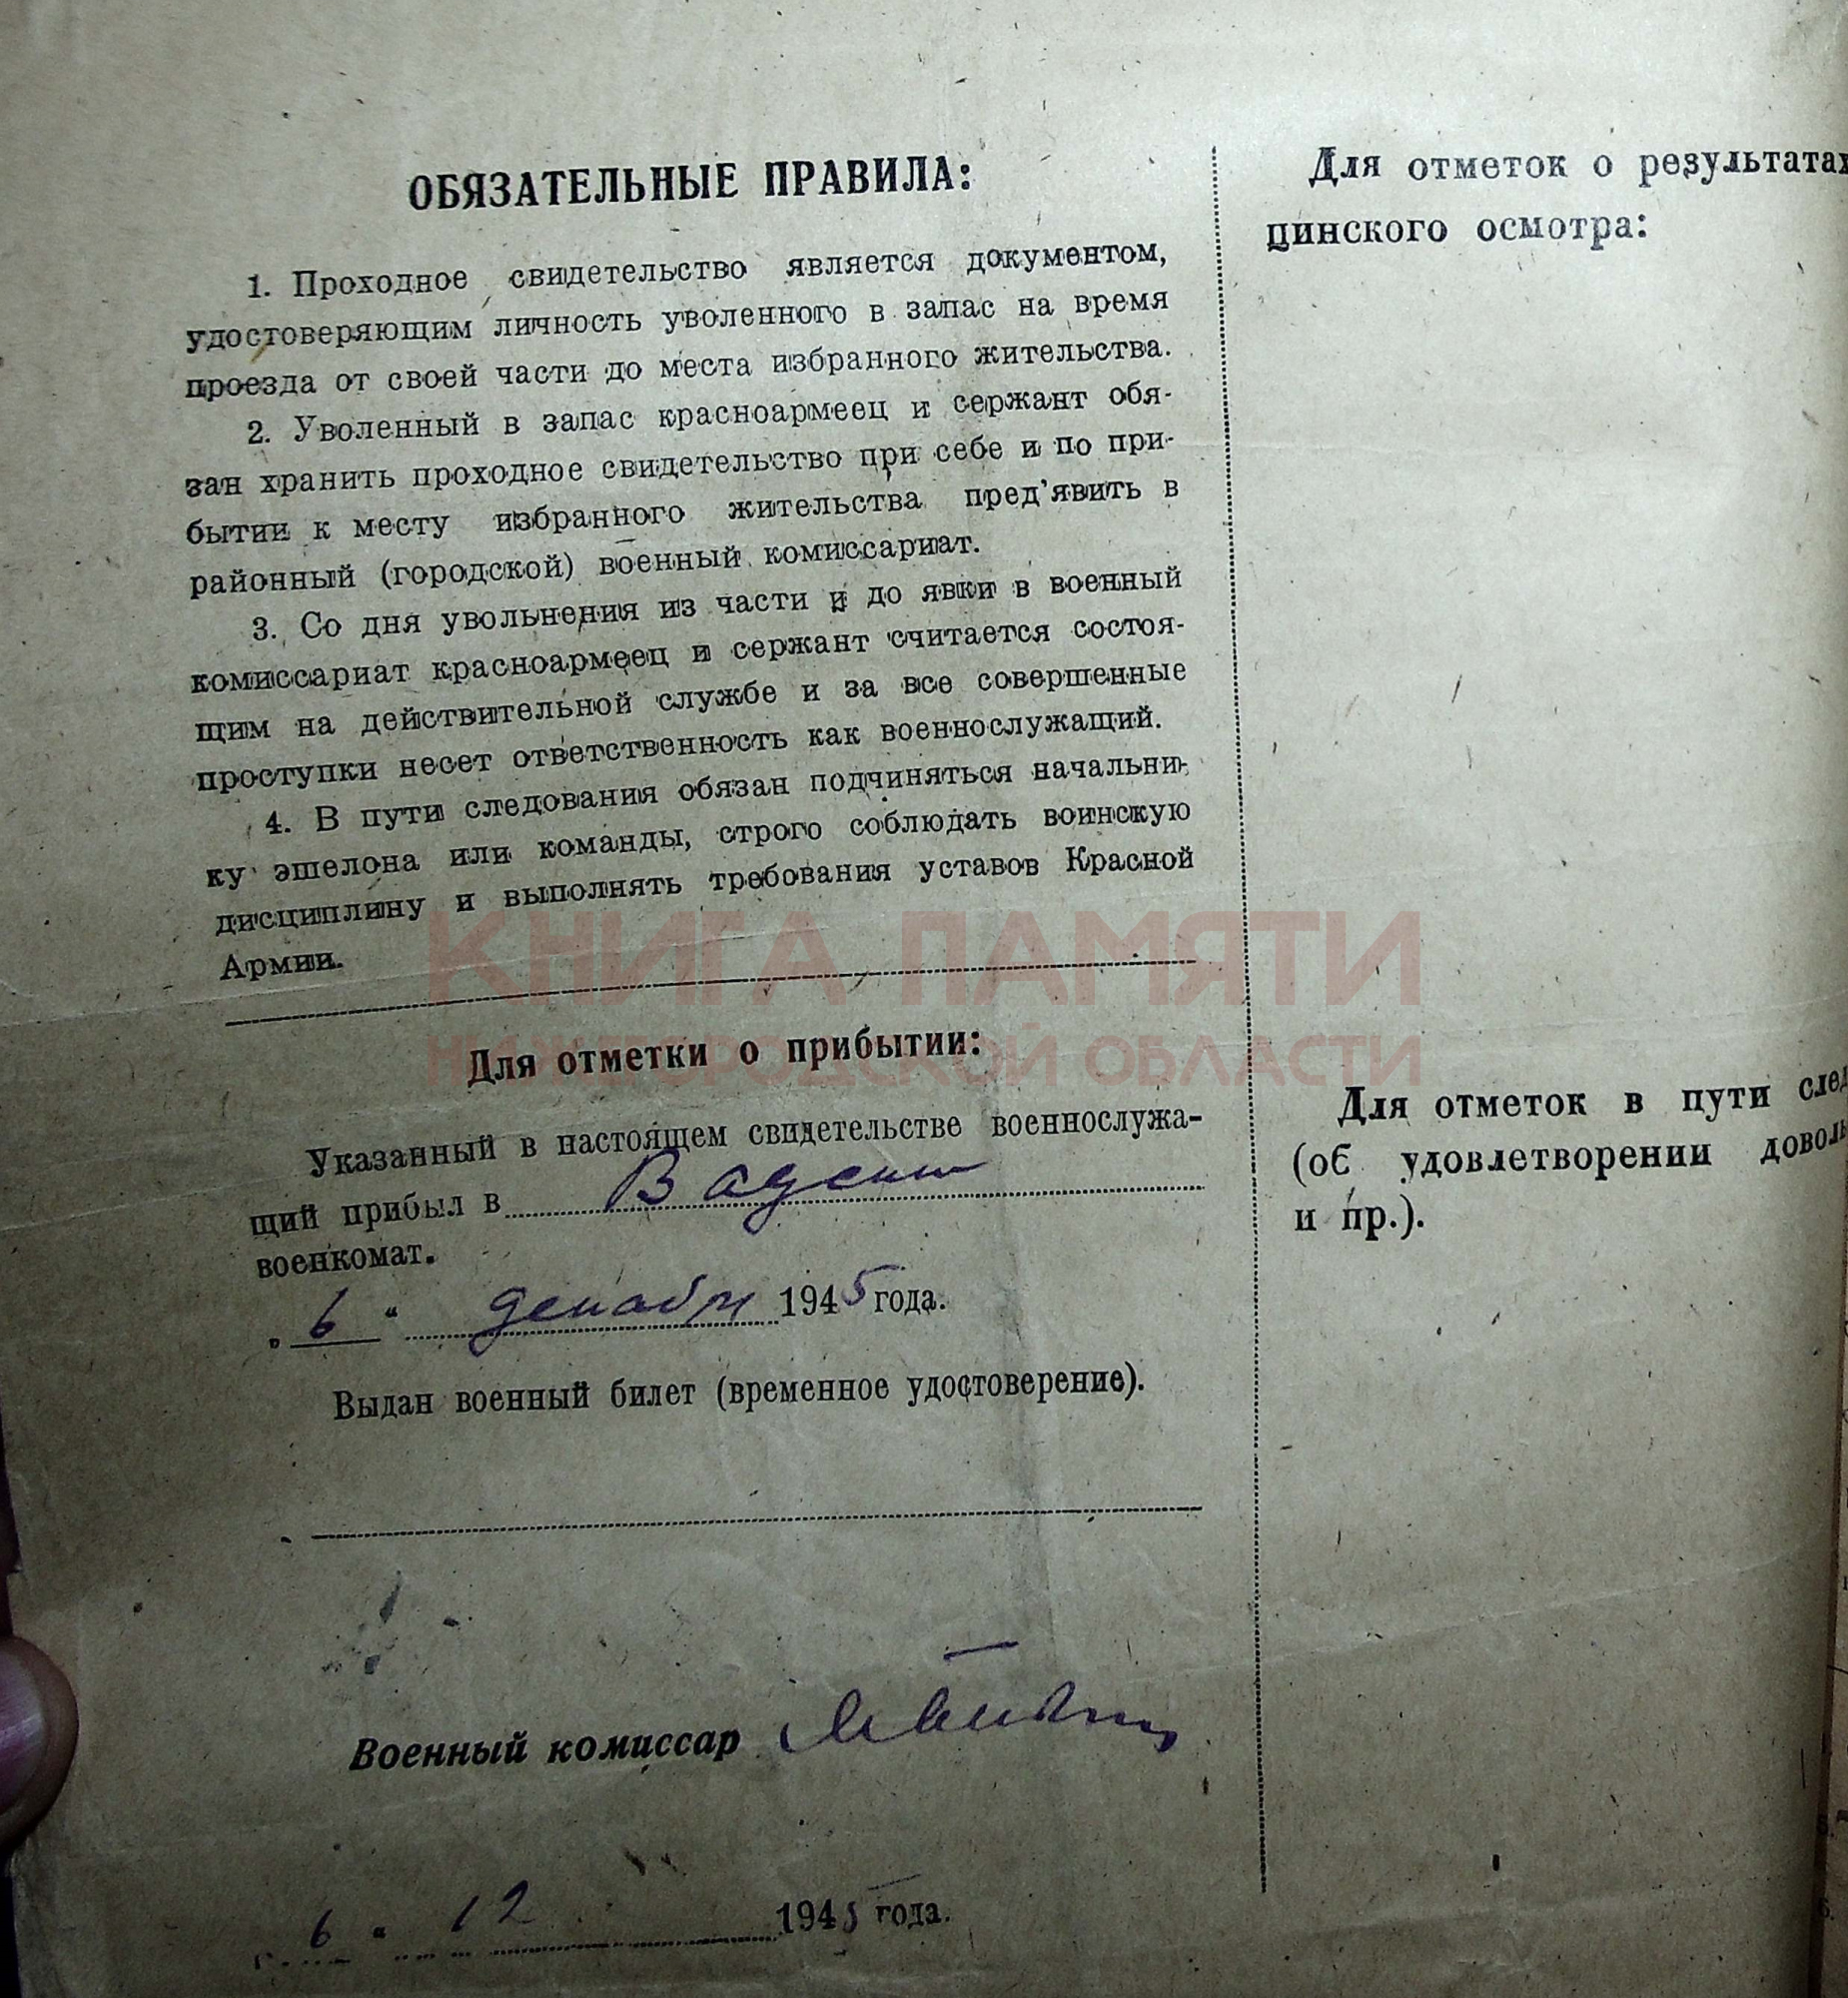 ОБЯЗАТЕЛЬНЫЕ ПРАВИЛА:
1. Проходное свидетельство является документом,
удостоверяющим личность уволенного в запас на время
проезда от своей части до места избранного жительства.
2. Уволенный в запас красноармеец и сержант обя-
зан хранить проходное свидетельство при себе и по при-
бытии к месту избранного жительства пред'явить в
районный (городской) военный комиссариат.
3. Со дня увольнения из части и до явки в военный
комиссариат красноармеец и сержант считается состоя-
щим на действительной службе и за все совершенные
проступки несет ответственность как военнослужащий.
4. В пути следования обязан подчиняться начальни-
ку эшелона или команды, строго соблюдать воинскую
дисциплину и выполнять требования уставов Красной
Армии.
КНИГА ПАМЯТИ
НИЖЕГОРОДСКОЙ ОБЛАСТИ
Для отметки о прибытии:
Указанный в настоящем свидетельстве военнослужа-
щий прибыл в Вадский
военкомат.
„6“ декабря 1945 года.
Выдан военный билет (временное удостоверение).
Военный комиссар
6 “ 12 1945 года.
Для отметок о результатах
цинского осмотра:
Для отметок в пути след
(об удовлетворении доволь
и пр.).